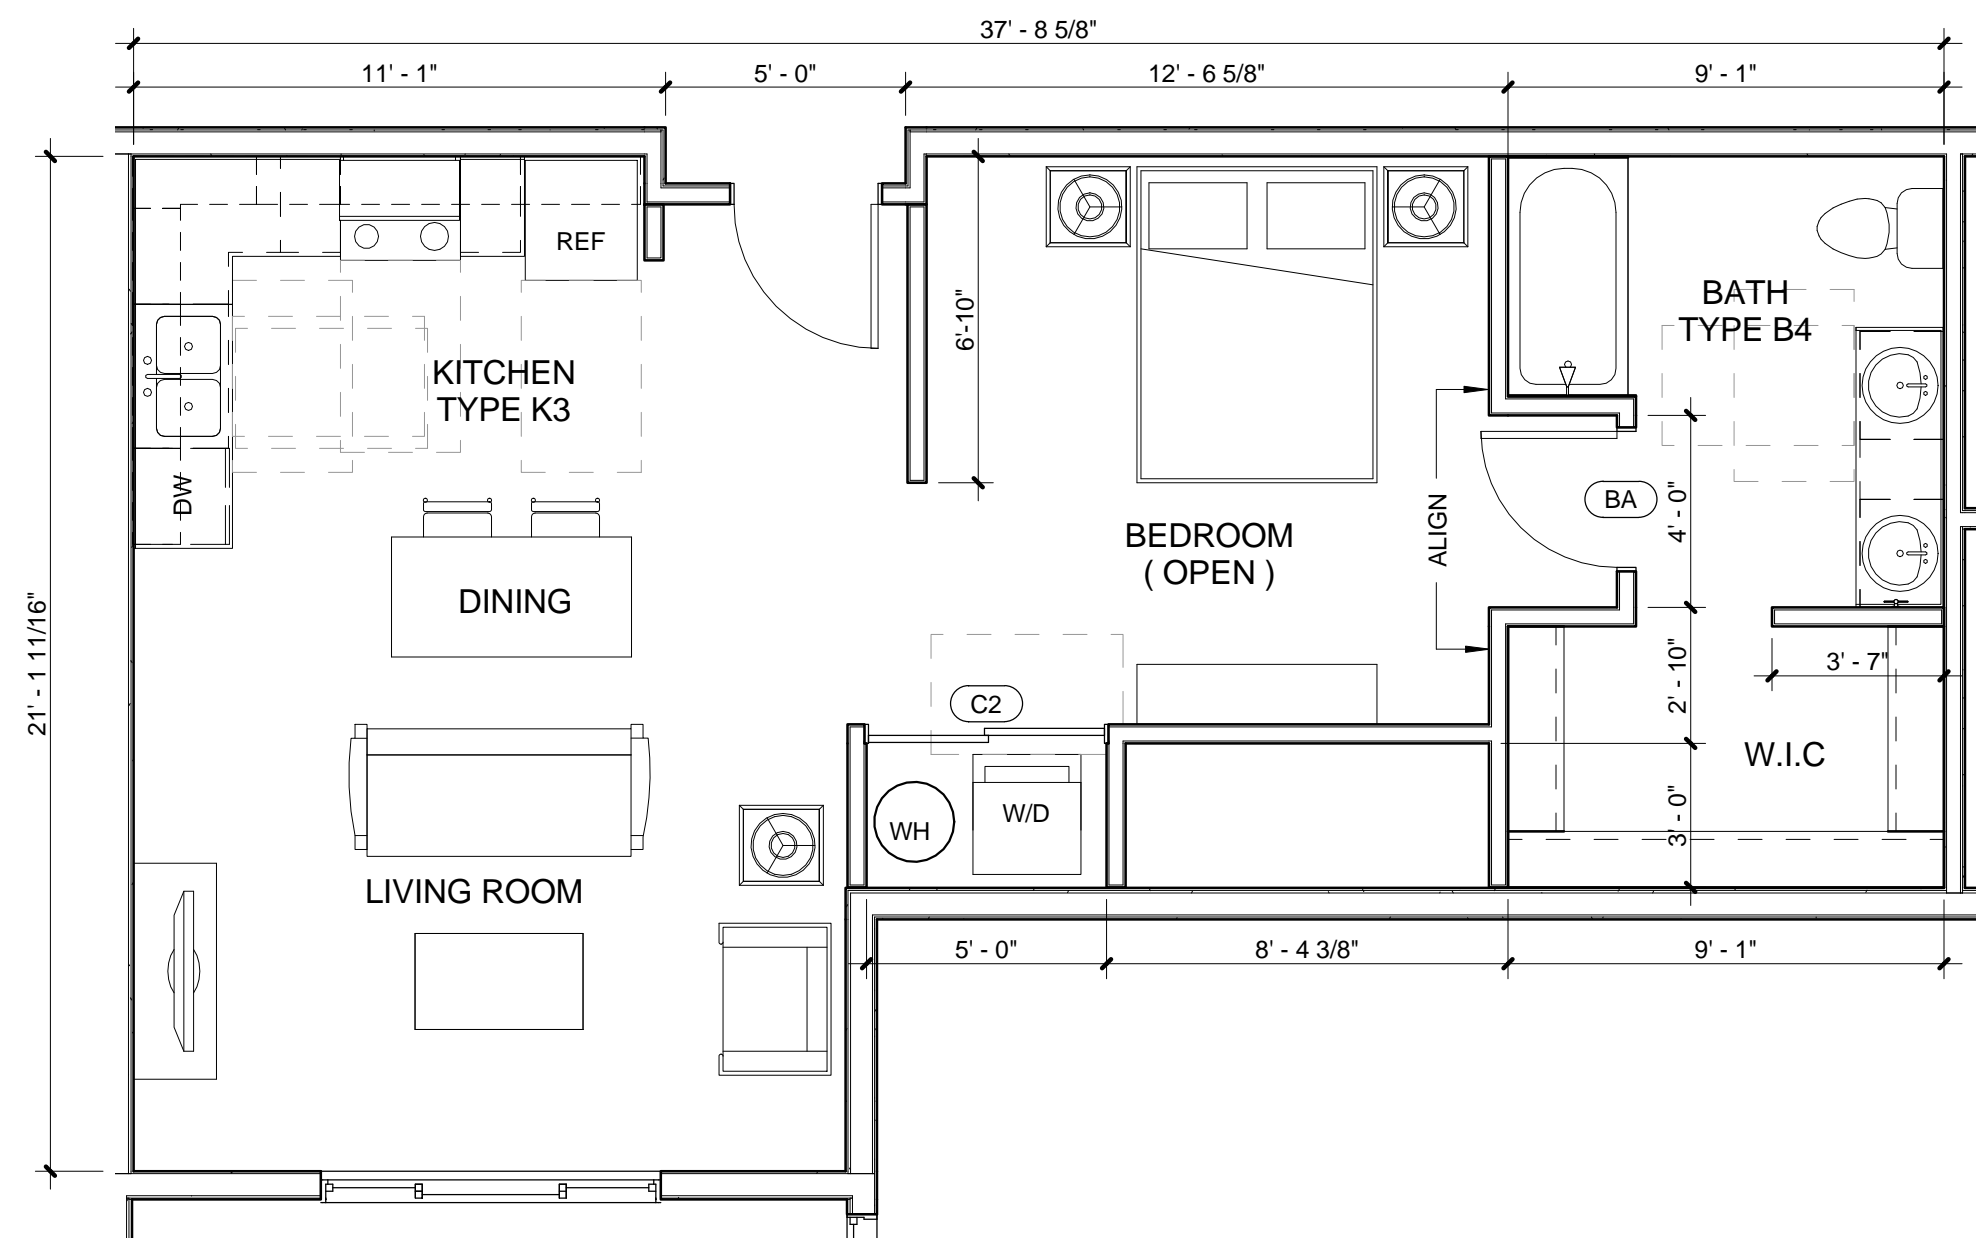 37' - 8 5/8"
11' - 1"
5' - 0"
12' - 6 5/8"
9' - 1"
REF
6'-10"
BATH
TYPE B4
KITCHEN
TYPE K3
DW
ALIGN
BA
4' - 0"
BEDROOM
( OPEN )
DINING
21' - 1 11/16"
2' - 10"
3' - 7"
C2
W.I.C
WH
W/D
3' - 0"
LIVING ROOM
5' - 0"
8' - 4 3/8"
9' - 1"